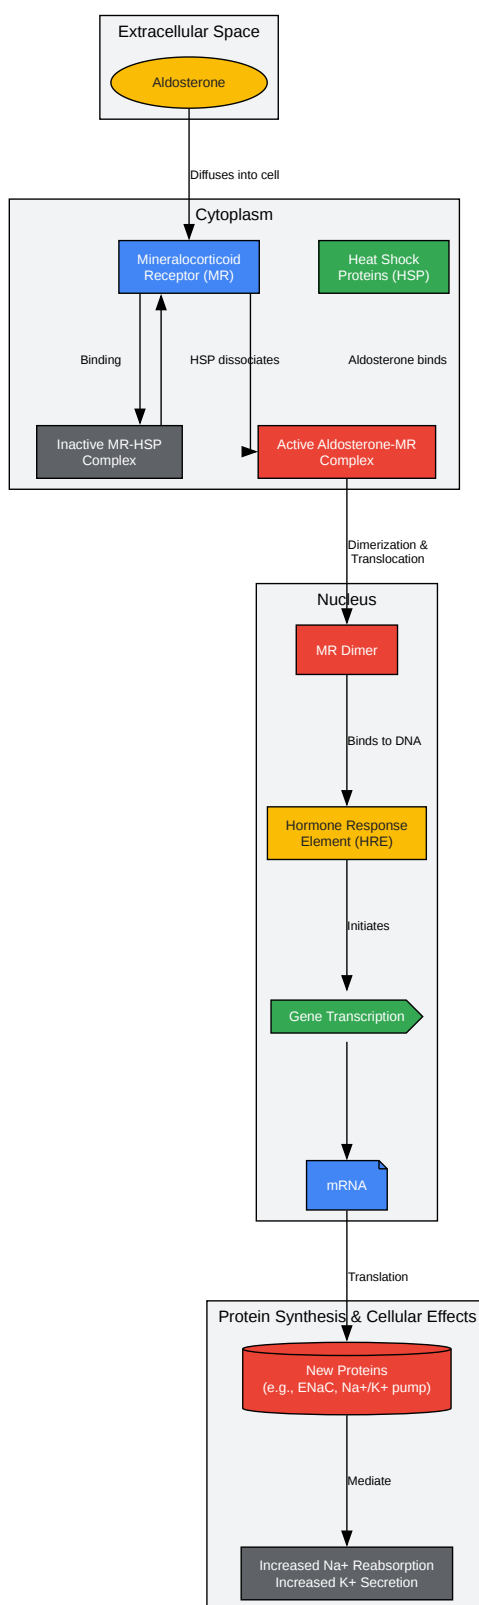 Extracellular Space
Aldosterone
Diffuses into cell
Cytoplasm
Mineralocorticoid
Receptor (MR)
Heat Shock
Proteins (HSP)
Binding
HSP dissociates
Aldosterone binds
Inactive MR-HSP
Complex
Active Aldosterone-MR
Complex
Dimerization &
Translocation
Nucleus
MR Dimer
Binds to DNA
Hormone Response
Element (HRE)
Initiates
Gene Transcription
mRNA
Translation
Protein Synthesis & Cellular Effects
New Proteins
(e.g., ENaC, Na+/K+ pump)
Mediate
Increased Na+ Reabsorption
Increased K+ Secretion